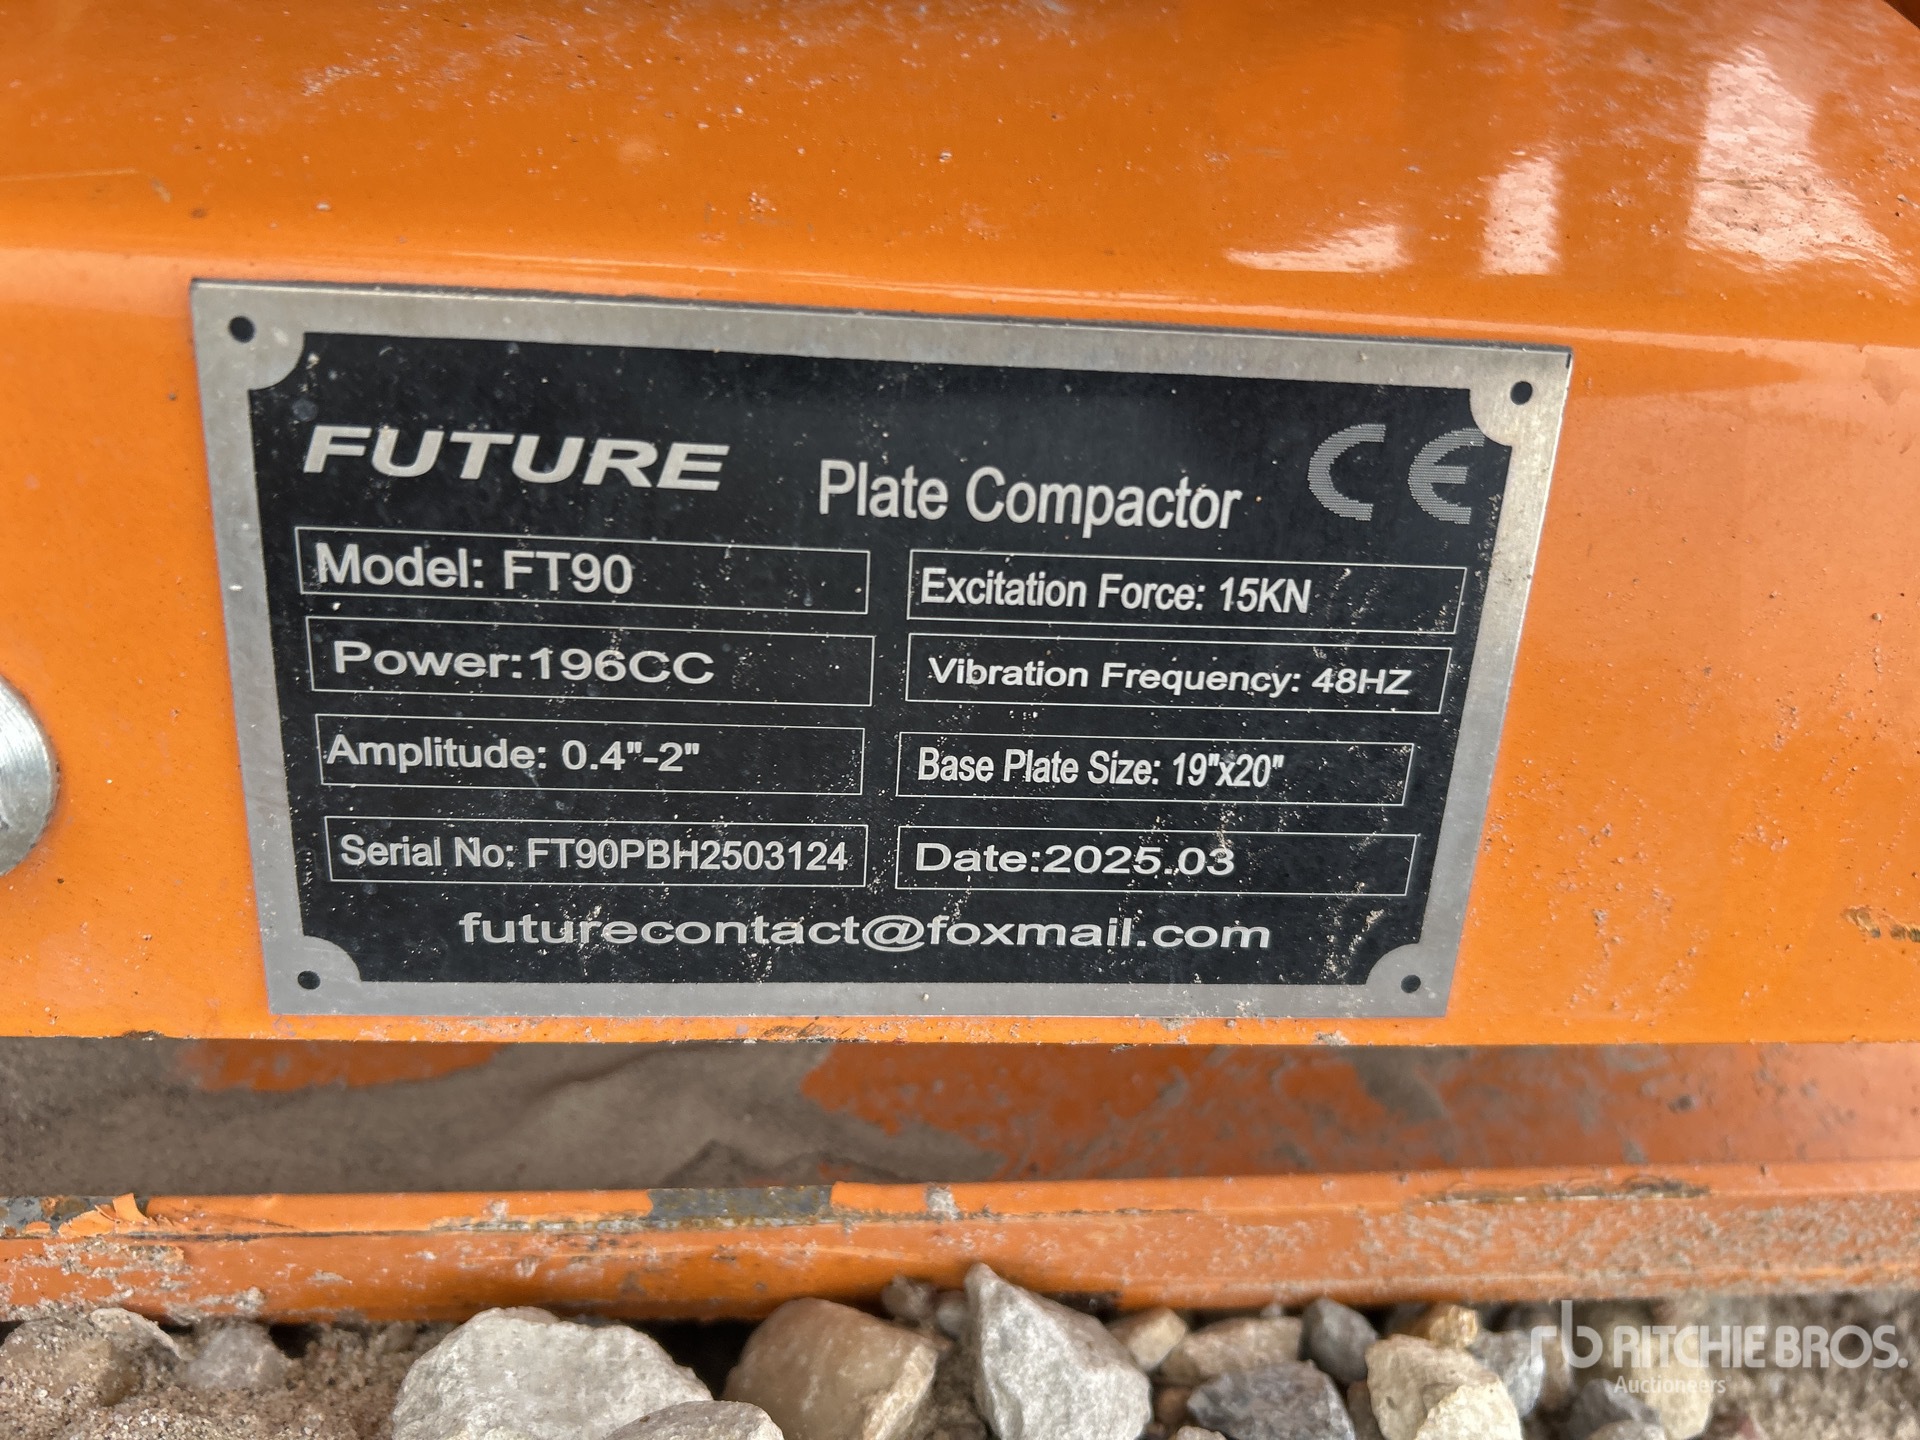 FUTURE Plate Compactor CE
Model: FT90
Excitation Force: 15KN
Power:196CC
Vibration Frequency: 48HZ
Amplitude: 0.4"-2"
Base Plate Size: 19"x20"
Serial No: FT90PBH2503124
Date:2025.03
futurecontact@foxmail.com
rb RITCHIE BROS.
Auctioneers